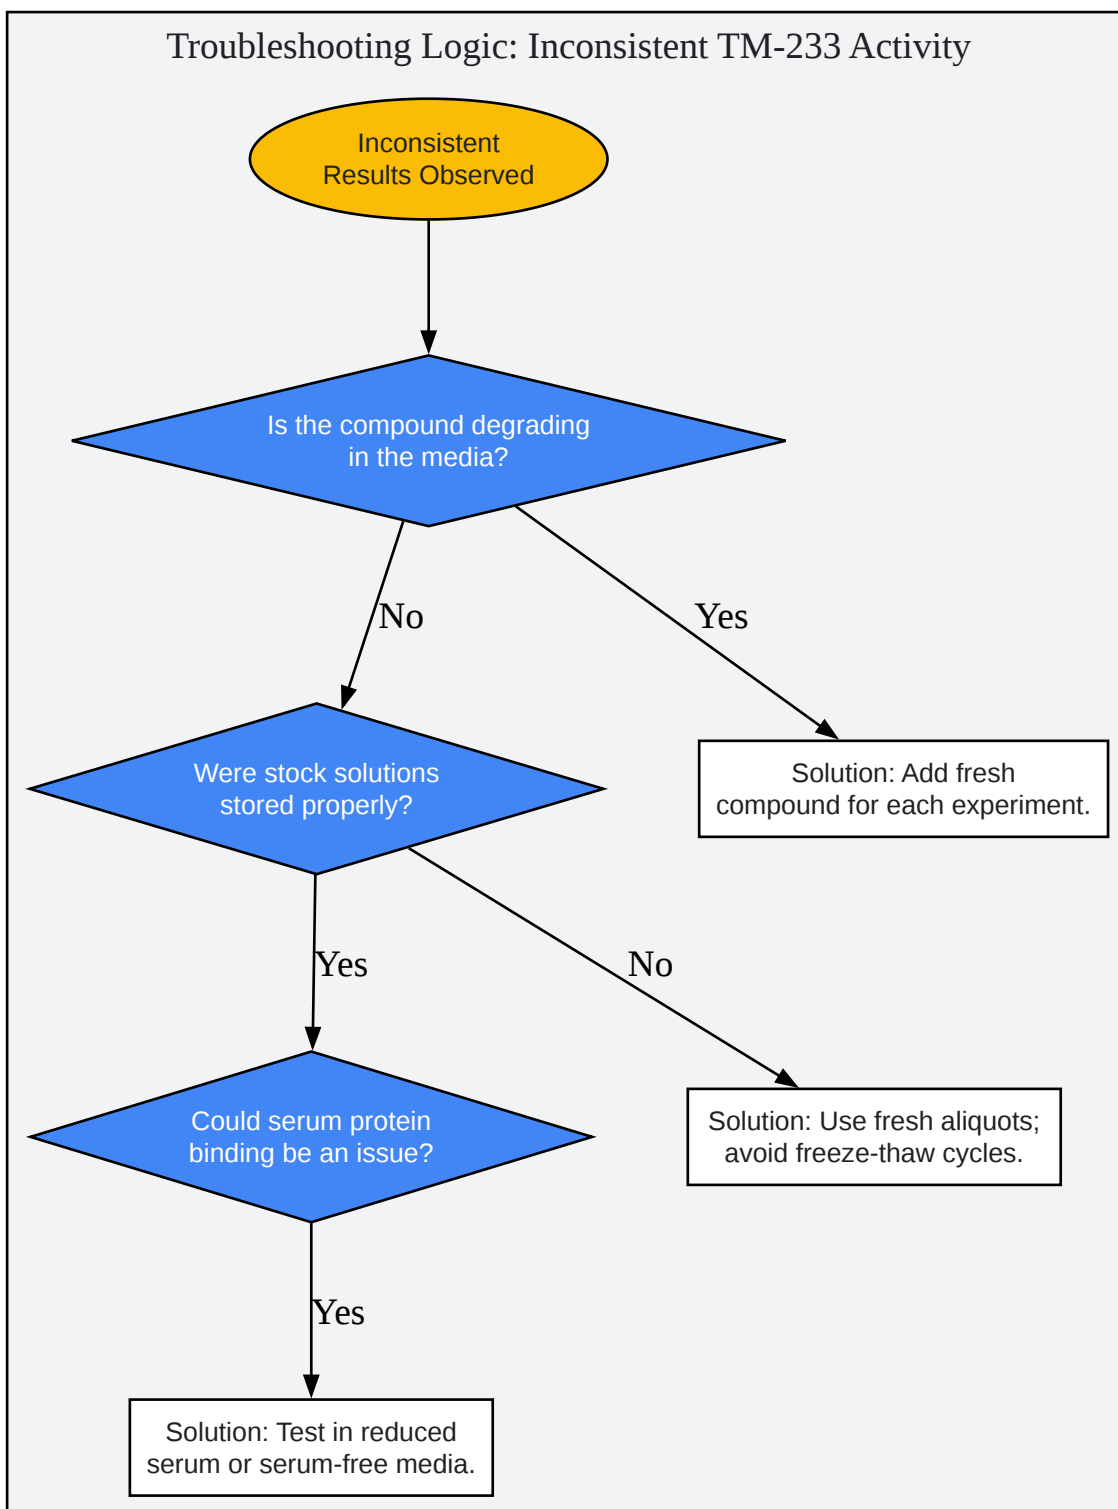 Troubleshooting Logic: Inconsistent TM-233 Activity
Inconsistent
Results Observed
Is the compound degrading
in the media?
No
Yes
Were stock solutions
stored properly?
Solution: Add fresh
compound for each experiment.
Yes
No
Could serum protein
binding be an issue?
Solution: Use fresh aliquots;
avoid freeze-thaw cycles.
Yes
Solution: Test in reduced
serum or serum-free media.